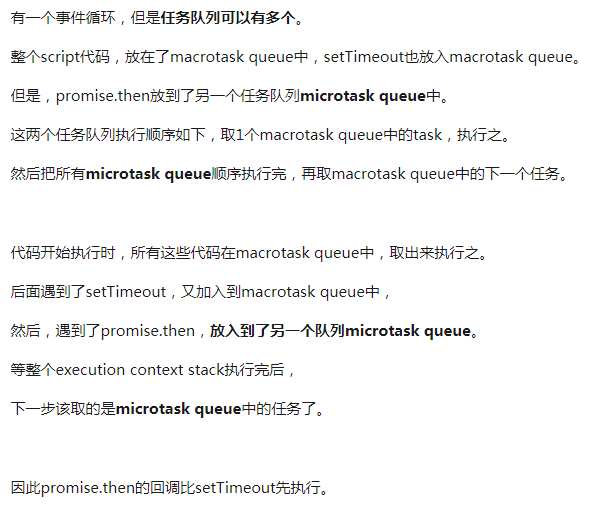 有一个事件循环，但是任务队列可以有多个。
整个script代码，放在了macrotask queue中，setTimeout也放入macrotask queue。
但是，promise.then放到了另一个任务队列microtask queue中。
这两个任务队列执行顺序如下，取1个macrotask queue中的task，执行之。
然后把所有microtask queue顺序执行完，再取macrotask queue中的下一个任务。
代码开始执行时，所有这些代码在macrotask queue中，取出来执行之。
后面遇到了setTimeout，又加入到macrotask queue中，
然后，遇到了promise.then，放入到了另一个队列microtask queue。
等整个execution context stack执行完后，
下一步该取的是microtask queue中的任务了。
因此promise.then的回调比setTimeout先执行。